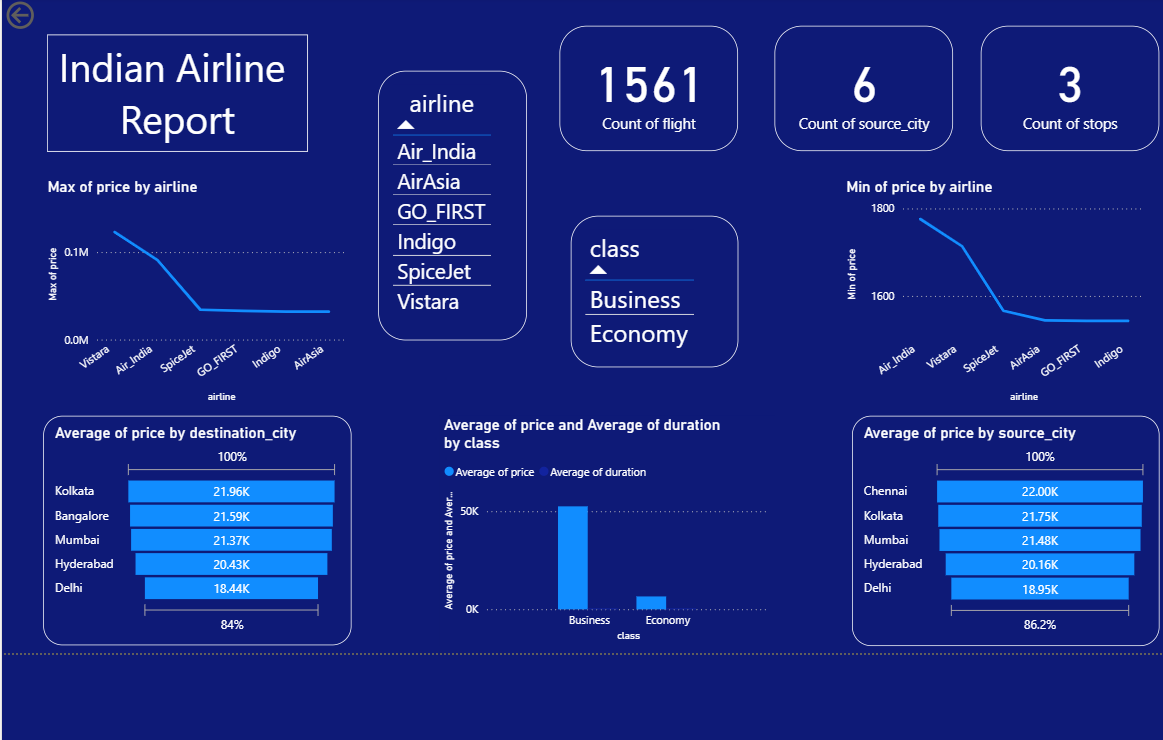 Indian Airline
Report
airline
Air_India
AirAsia
GO_FIRST
Indigo
SpiceJet
Vistara
1561
Count of flight
6
Count of source_city
3
Count of stops
class
Business
Economy
Max of price by airline
Max of price
0.1M
0.0M
Vistara
Air_India
SpiceJet
GO_FIRST
Indigo
AirAsia
airline
Min of price by airline
Min of price
1800
1600
Air_India
Vistara
SpiceJet
AirAsia
GO_FIRST
Indigo
airline
Average of price by destination_city
100%
Kolkata 21.96K
Bangalore 21.59K
Mumbai 21.37K
Hyderabad 20.43K
Delhi 18.44K
84%
Average of price and Average of duration
by class
Average of price Average of duration
Average of price and Aver...
50K
0K
Business
Economy
class
Average of price by source_city
100%
Chennai 22.00K
Kolkata 21.75K
Mumbai 21.48K
Hyderabad 20.16K
Delhi 18.95K
86.2%